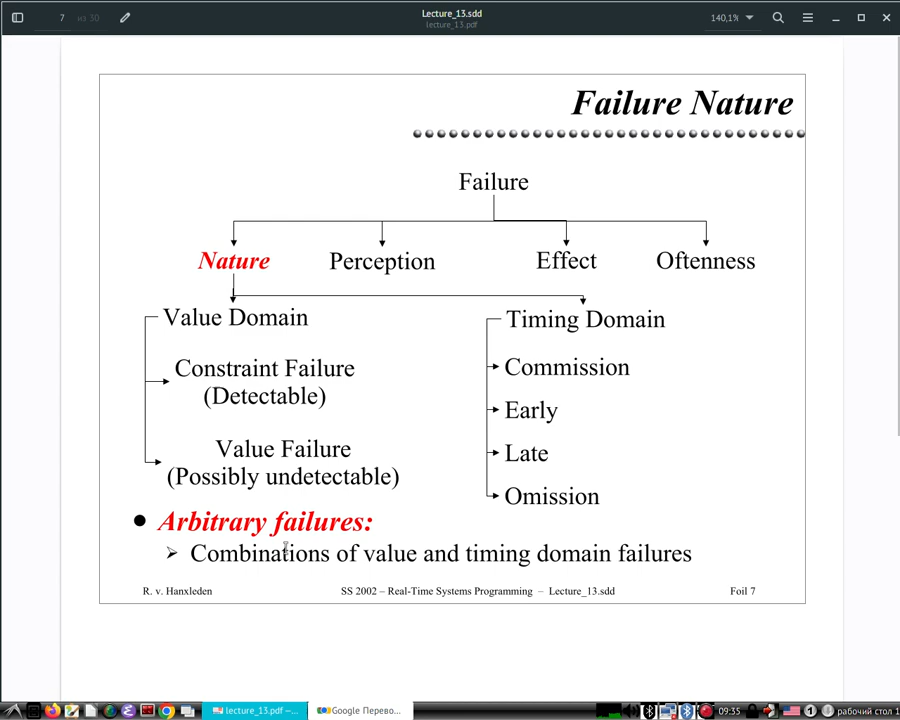 Lecture_13.sdd
lecture_13.pdf
7 из 30
140,1%
Failure Nature
Failure
Nature Perception Effect Oftenness
Value Domain
Timing Domain
Constraint Failure
(Detectable)
Value Failure
(Possibly undetectable)
Commission
Early
Late
Omission
Arbitrary failures:
Combinations of value and timing domain failures
R. v. Hanxleden SS 2002 – Real-Time Systems Programming – Lecture_13.sdd Foil 7
lecture_13.pdf –...
Google Перево...
09:35
1
рабочий стол 1